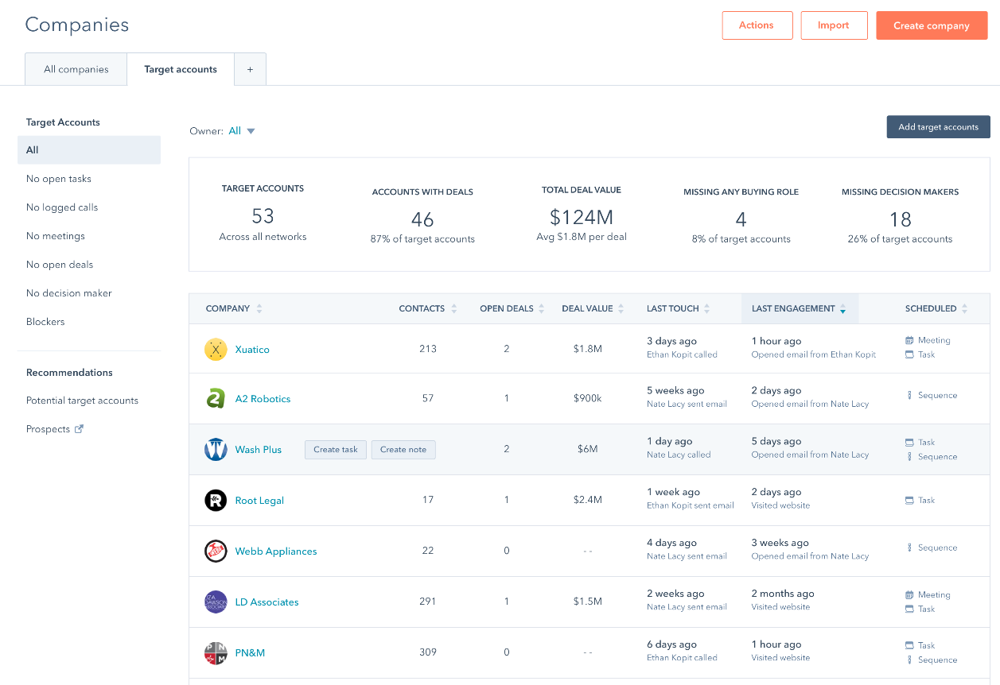 Companies
Actions
Import
Create company
All companies
Target accounts
+
Target Accounts
All
No open tasks
No logged calls
No meetings
No open deals
No decision maker
Blockers
Recommendations
Potential target accounts
Prospects
Owner: All
Add target accounts
TARGET ACCOUNTS
53
Across all networks
ACCOUNTS WITH DEALS
46
87% of target accounts
TOTAL DEAL VALUE
$124M
Avg $1.8M per deal
MISSING ANY BUYING ROLE
4
8% of target accounts
MISSING DECISION MAKERS
18
26% of target accounts
COMPANY CONTACTS OPEN DEALS DEAL VALUE LAST TOUCH LAST ENGAGEMENT SCHEDULED
X Xuatico 213 2 $1.8M
3 days ago
Ethan Kopit called
1 hour ago
Opened email from Ethan Kopit
Meeting
Task
2 A2 Robotics 57 1 $900k
5 weeks ago
Nate Lacy sent email
2 days ago
Opened email from Nate Lacy
Sequence
W Wash Plus Create task Create note 2 $6M
1 day ago
Nate Lacy called
5 days ago
Opened email from Nate Lacy
Task
Sequence
R Root Legal 17 1 $2.4M
1 week ago
Ethan Kopit sent email
2 days ago
Visited website
Task
Webb Appliances 22 0 - -
4 days ago
Nate Lacy sent email
3 weeks ago
Opened email from Nate Lacy
Sequence
LD Associates 291 1 $1.5M
2 weeks ago
Nate Lacy sent email
2 months ago
Visited website
Meeting
Task
P N M PN&M 309 0 - -
6 days ago
Ethan Kopit called
1 hour ago
Visited website
Task
Sequence